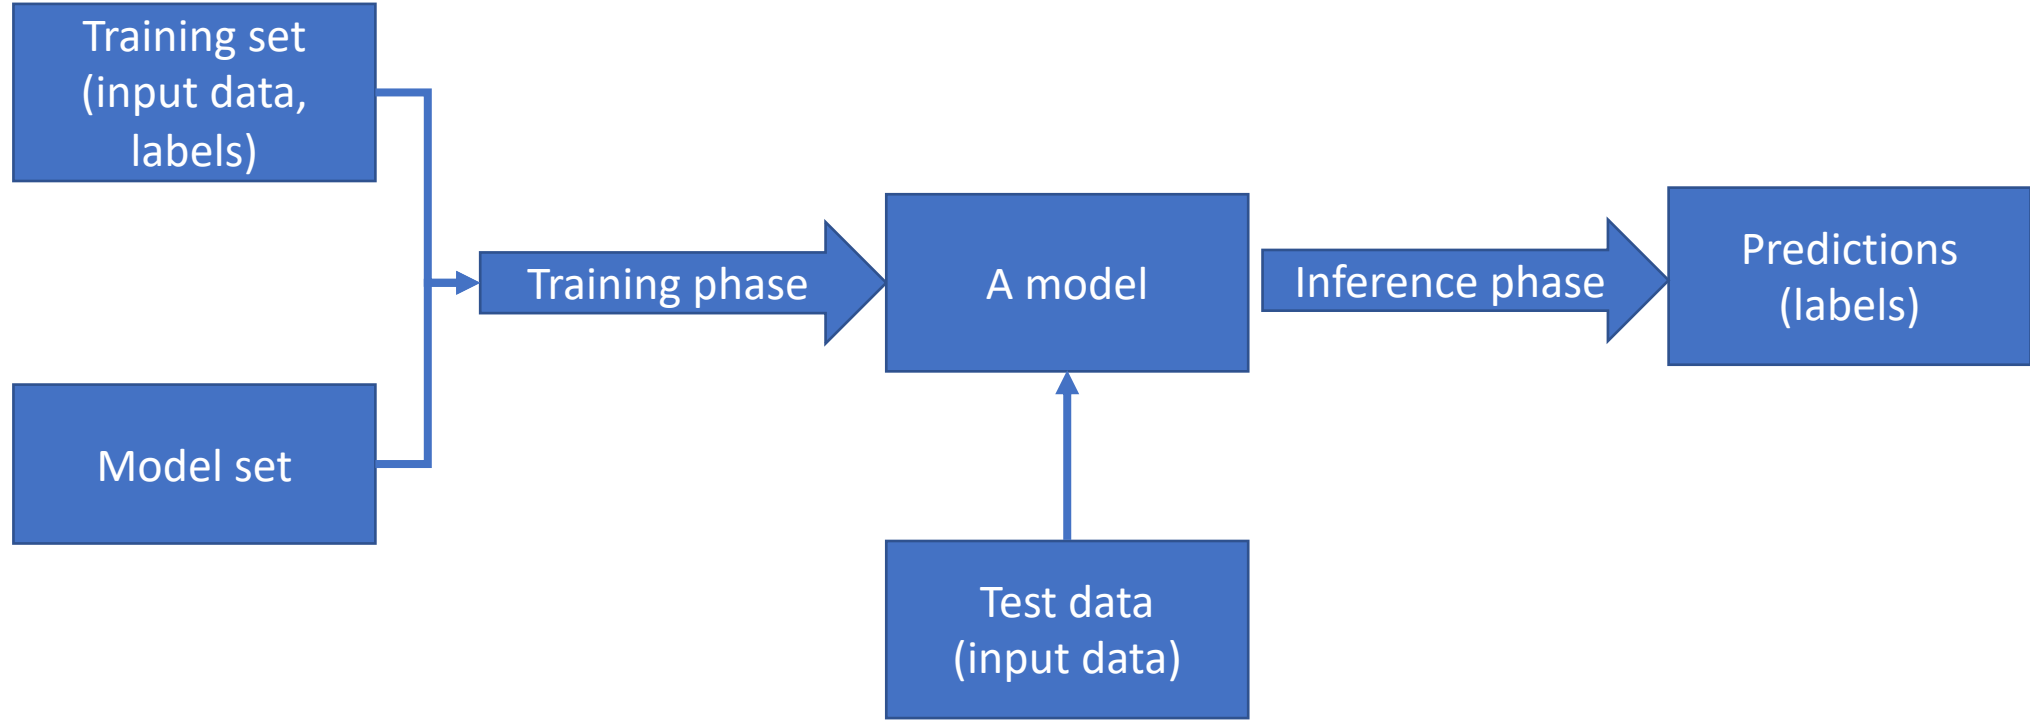 Training set
(input data,
labels)
Model set
Training phase
A model
Test data
(input data)
Inference phase
Predictions
(labels)